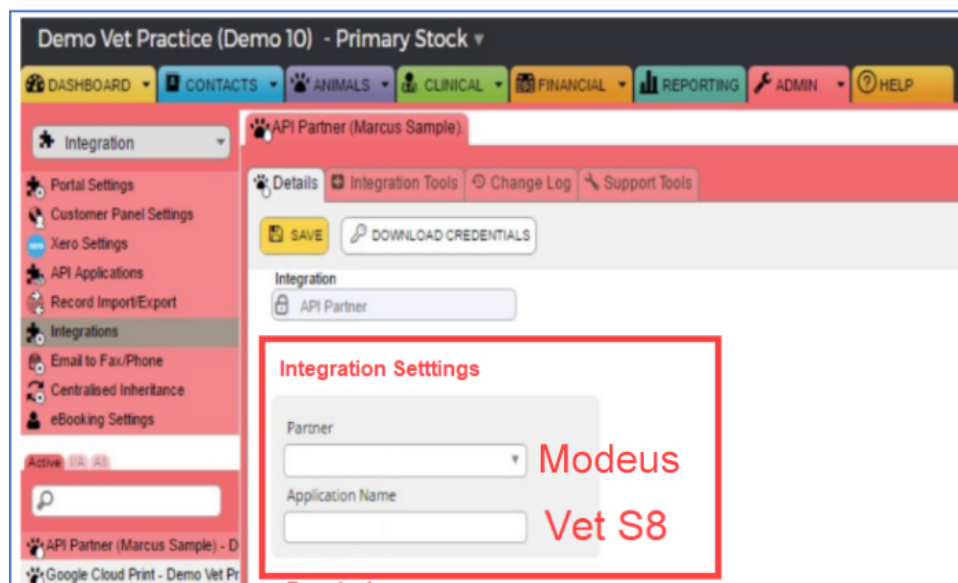 Demo Vet Practice (Demo 10) - Primary Stock
DASHBOARD CONTACTS ANIMALS CLINICAL FINANCIAL REPORTING ADMIN HELP
Integration
API Partner (Marcus Sample).
Portal Settings
Customer Panel Settings
Xero Settings
API Applications
Record Import/Export
Integrations
Email to Fax/Phone
Centralised Inheritance
eBooking Settings
Active I/A All
API Partner (Marcus Sample) - D
Google Cloud Print - Demo Vet Pr
Details Integration Tools Change Log Support Tools
SAVE DOWNLOAD CREDENTIALS
Integration
API Partner
Integration Setttings
Partner
Modeus
Application Name
Vet S8